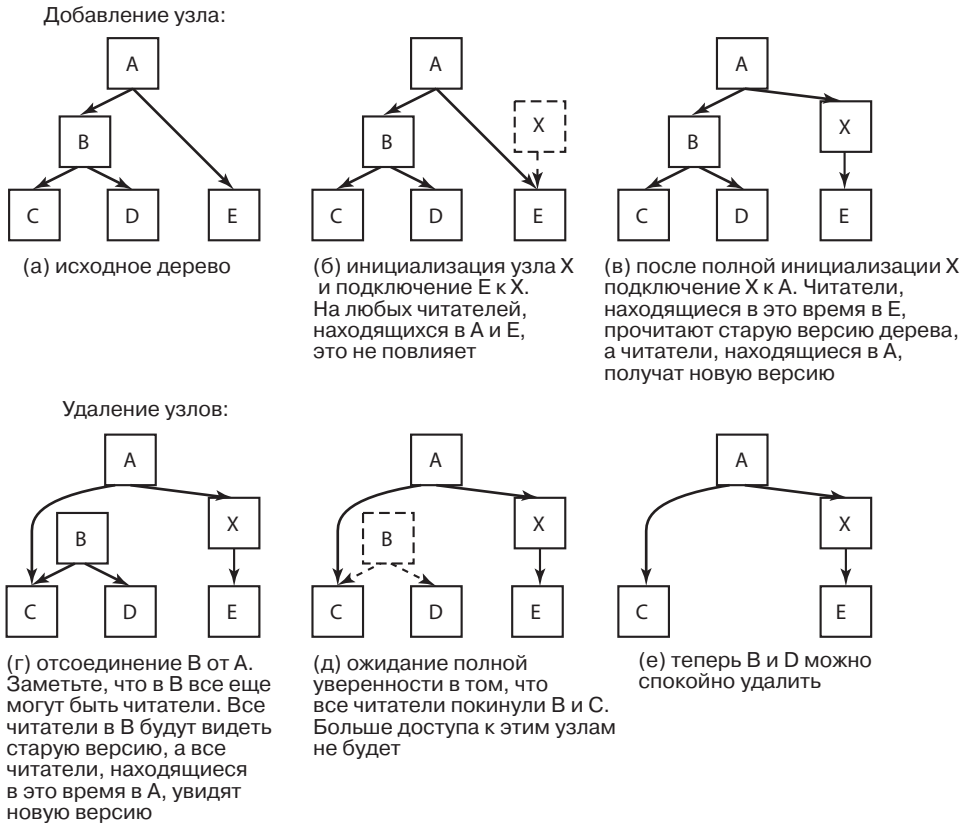 Добавление узла:
A
A
A
X
X
B
B
B
C
D
E
C
D
E
C
D
E
(а) исходное дерево
(б) инициализация узла X
и подключение E к X.
На любых читателей,
находящихся в A и E,
это не повлияет
(в) после полной инициализации X
подключение X к A. Читатели,
находящиеся в это время в E,
прочитают старую версию дерева,
а читатели, находящиеся в A,
получат новую версию
Удаление узлов:
A
A
A
B
X
B
X
X
C
D
E
C
D
E
C
E
(г) отсоединение B от A.
Заметьте, что в B все еще
могут быть читатели. Все
читатели в B будут видеть
старую версию, а все
читатели, находящиеся
в это время в A, увидят
новую версию
(д) ожидание полной
уверенности в том, что
все читатели покинули B и C.
Больше доступа к этим узлам
не будет
(е) теперь B и D можно
спокойно удалить